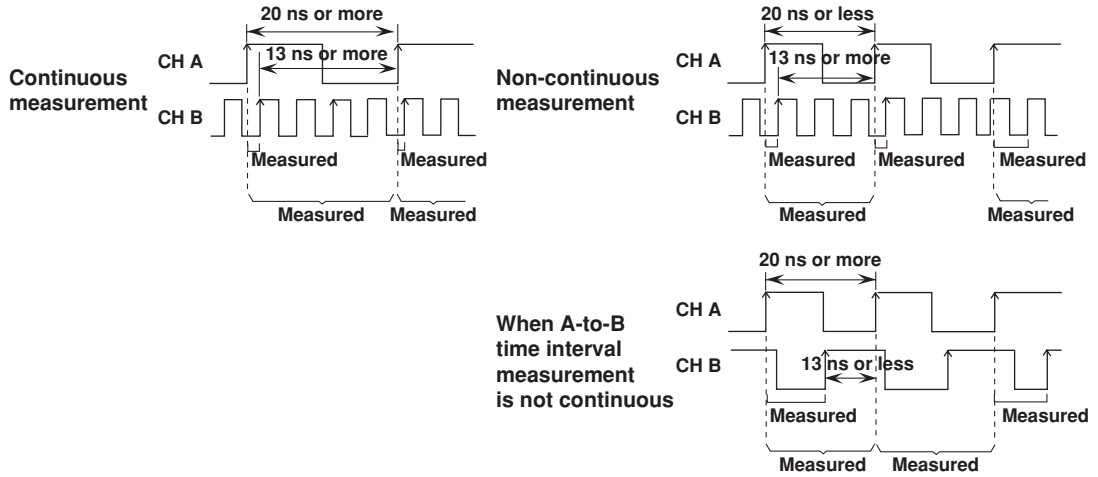 20 ns or more
CH A
13 ns or more
Continuous
measurement
CH B
Measured
Measured
Measured
Measured
20 ns or less
CH A
13 ns or more
Non-continuous
measurement
CH B
Measured
Measured
Measured
Measured
Measured
20 ns or more
CH A
When A-to-B
time interval
measurement
is not continuous
CH B
13 ns or less
Measured
Measured
Measured
Measured